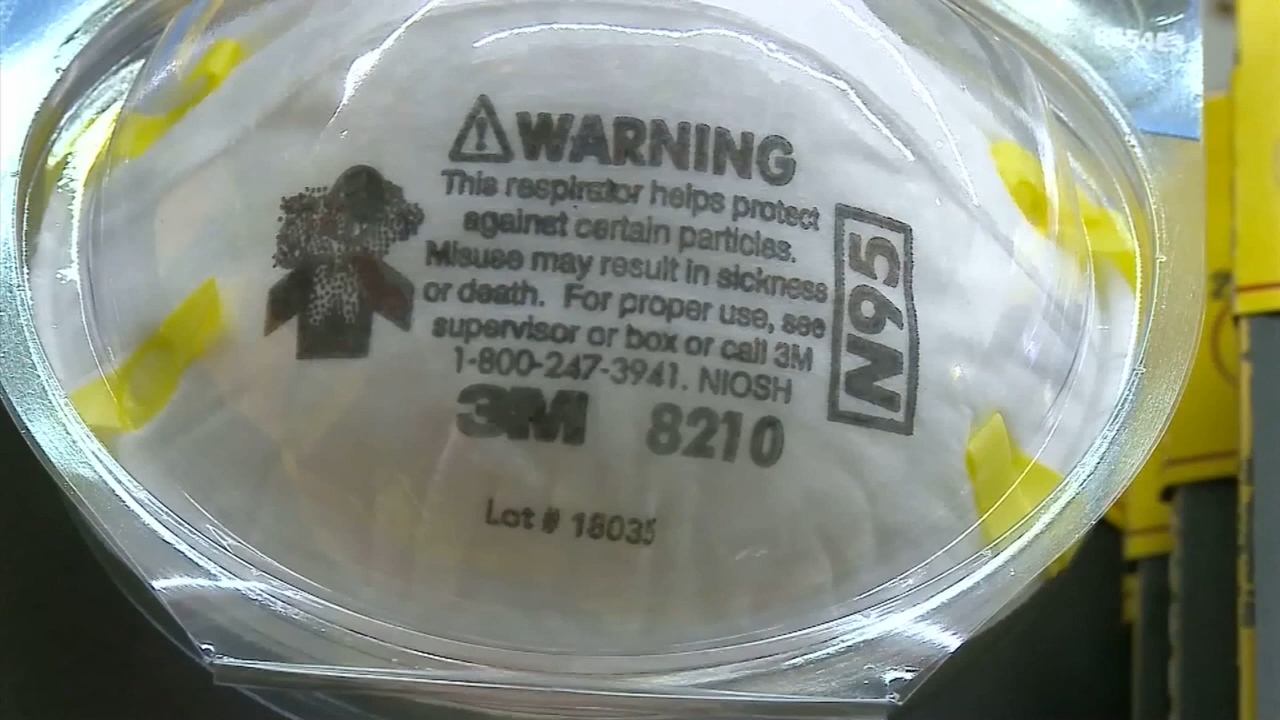 WARNING
This respirator helps protect
against certain particles.
Misuse may result in sickness
or death. For proper use, see
supervisor or box or call 3M
1-800-247-3941. NIOSH
3M 8210
N95
Lot # 18035